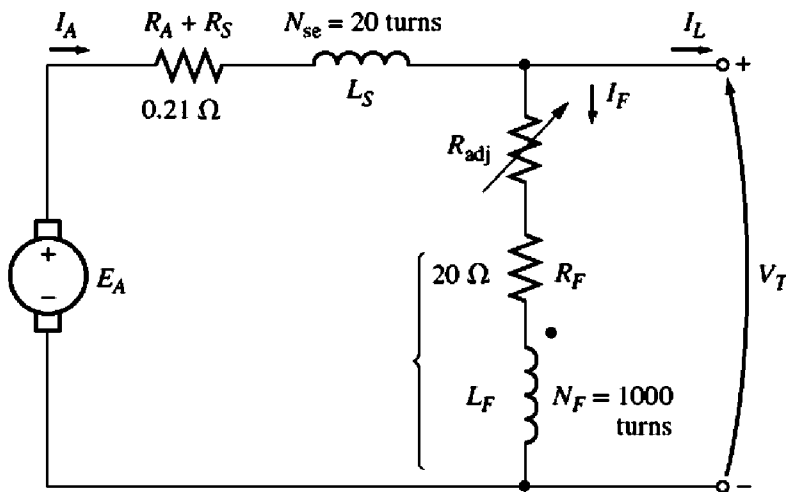 I_A
R_A + R_S
N_se = 20 turns
I_L
0.21 Ω
L_S
+
I_F
R_adj
+
−
E_A
20 Ω
R_F
V_T
L_F
N_F = 1000
turns
−